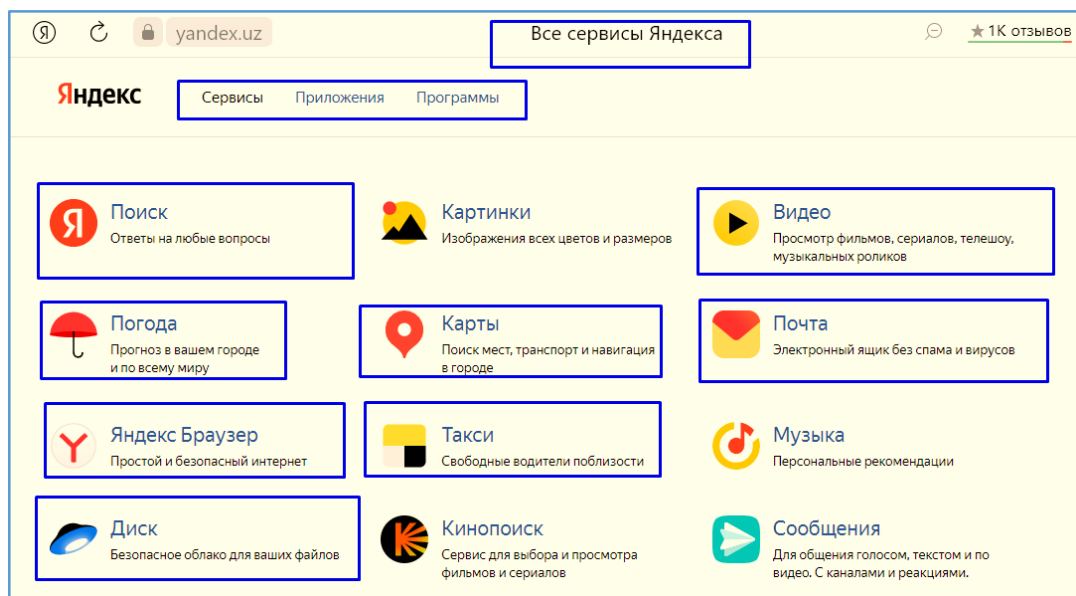 yandex.uz
Все сервисы Яндекса
★ 1K отзывов
Яндекс
Сервисы Приложения Программы
Поиск
Ответы на любые вопросы
Картинки
Изображения всех цветов и размеров
Видео
Просмотр фильмов, сериалов, телешоу,
музыкальных роликов
Погода
Прогноз в вашем городе
и по всему миру
Карты
Поиск мест, транспорт и навигация
в городе
Почта
Электронный ящик без спама и вирусов
Яндекс Браузер
Простой и безопасный интернет
Такси
Свободные водители поблизости
Музыка
Персональные рекомендации
Диск
Безопасное облако для ваших файлов
Кинопоиск
Сервис для выбора и просмотра
фильмов и сериалов
Сообщения
Для общения голосом, текстом и по
видео. С каналами и реакциями.